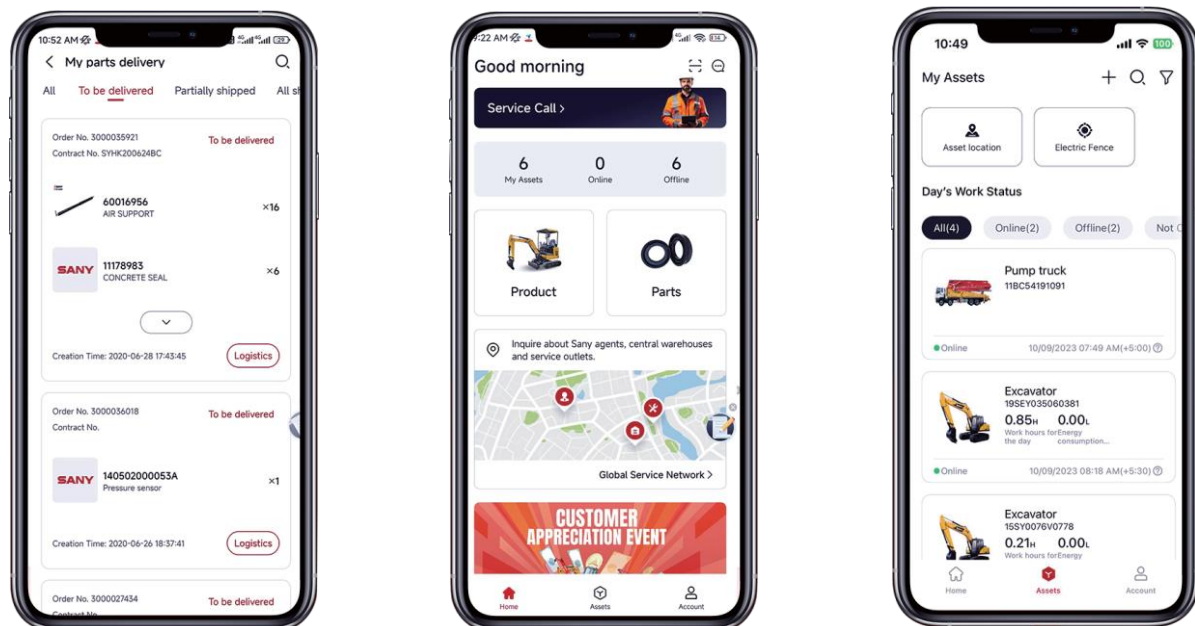 10:52 AM
My parts delivery
All
To be delivered
Partially shipped
All sh
Order No. 3000035921
To be delivered
Contract No. SYHK200624BC
60016956
AIR SUPPORT
×16
SANY
11178983
CONCRETE SEAL
×6
Creation Time: 2020-06-28 17:43:45
Logistics
Order No. 3000036018
To be delivered
Contract No.
SANY
140502000053A
Pressure sensor
×1
Creation Time: 2020-06-26 18:37:41
Logistics
Order No. 3000027434
To be delivered
Contract No.
:22 AM
Good morning
Service Call >
6
My Assets
0
Online
6
Offline
Product
Parts
Inquire about Sany agents, central warehouses
and service outlets.
Global Service Network >
CUSTOMER
APPRECIATION EVENT
Home
Assets
Account
10:49
100
My Assets
Asset location
Electric Fence
Day's Work Status
All(4)
Online(2)
Offline(2)
Not
Pump truck
11BC54191091
Online
10/09/2023 07:49 AM(+5:00)
Excavator
19SEY035060381
0.85H
0.00L
Work hours for
the day
Energy
consumption...
Online
10/09/2023 08:18 AM(+5:30)
Excavator
15SY0076V0778
0.21H
0.00L
Work hours for
Energy
Home
Assets
Account